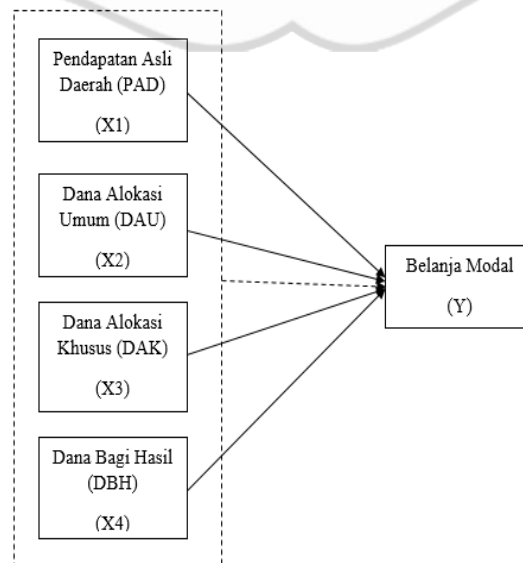 Pendapatan Asli
Daerah (PAD)
(X1)
Dana Alokasi
Umum (DAU)
(X2)
Dana Alokasi
Khusus (DAK)
(X3)
Dana Bagi Hasil
(DBH)
(X4)
Belanja Modal
(Y)